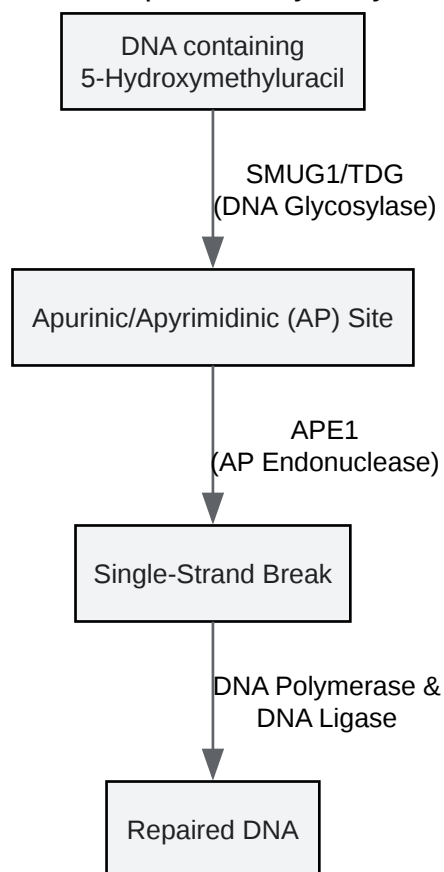 DNA containing
5-Hydroxymethyluracil
SMUG1/TDG
(DNA Glycosylase)
Apurinic/Apyrimidinic (AP) Site
APE1
(AP Endonuclease)
Single-Strand Break
DNA Polymerase &
DNA Ligase
Repaired DNA